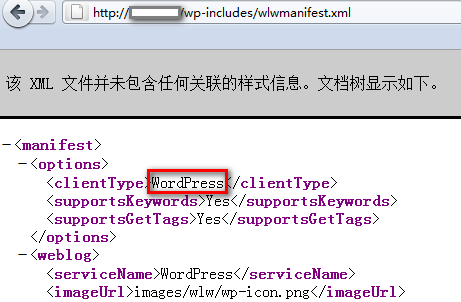 http:///wp-includes/wlwmanifest.xml
该 XML 文件并未包含任何关联的样式信息。文档树显示如下。
-<manifest>
-<options>
<clientType>WordPress</clientType>
<supportsKeywords>Yes</supportsKeywords>
<supportsGetTags>Yes</supportsGetTags>
</options>
-<weblog>
<serviceName>WordPress</serviceName>
<imageUrl>images/wlw/wp-icon.png</imageUrl>